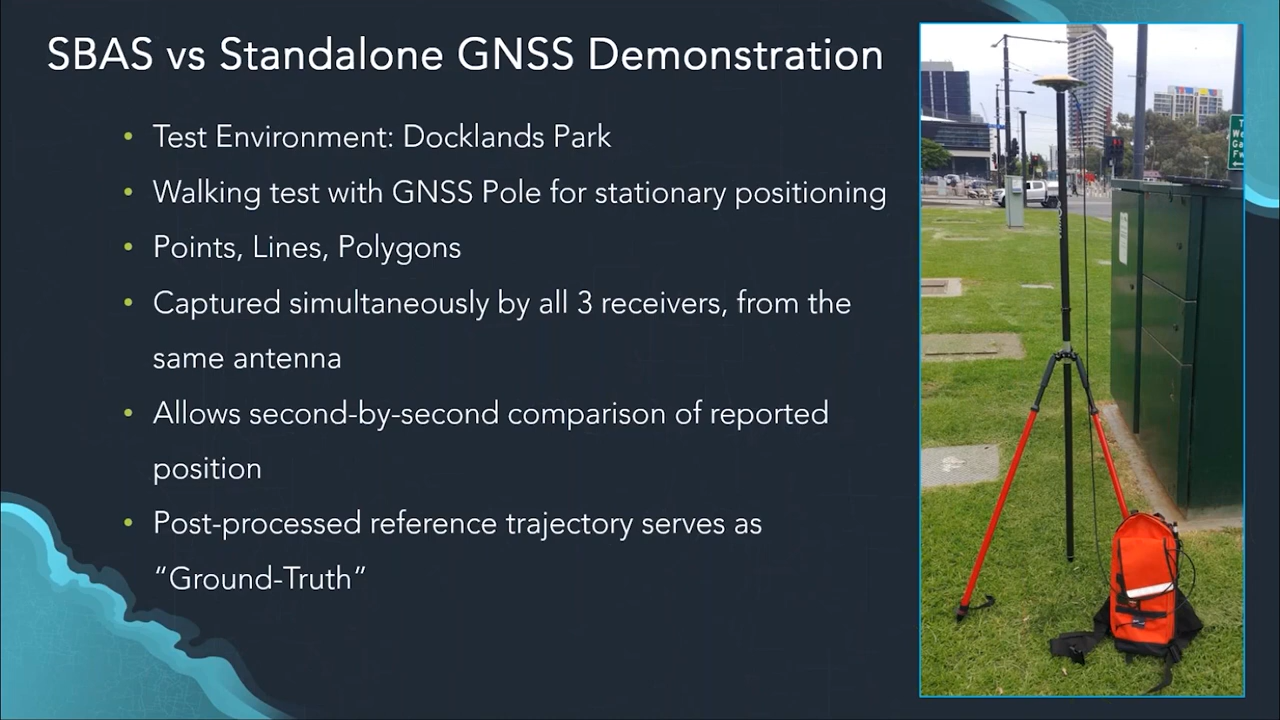 SBAS vs Standalone GNSS Demonstration
• Test Environment: Docklands Park
• Walking test with GNSS Pole for stationary positioning
• Points, Lines, Polygons
• Captured simultaneously by all 3 receivers, from the
same antenna
• Allows second-by-second comparison of reported
position
• Post-processed reference trajectory serves as
“Ground-Truth”